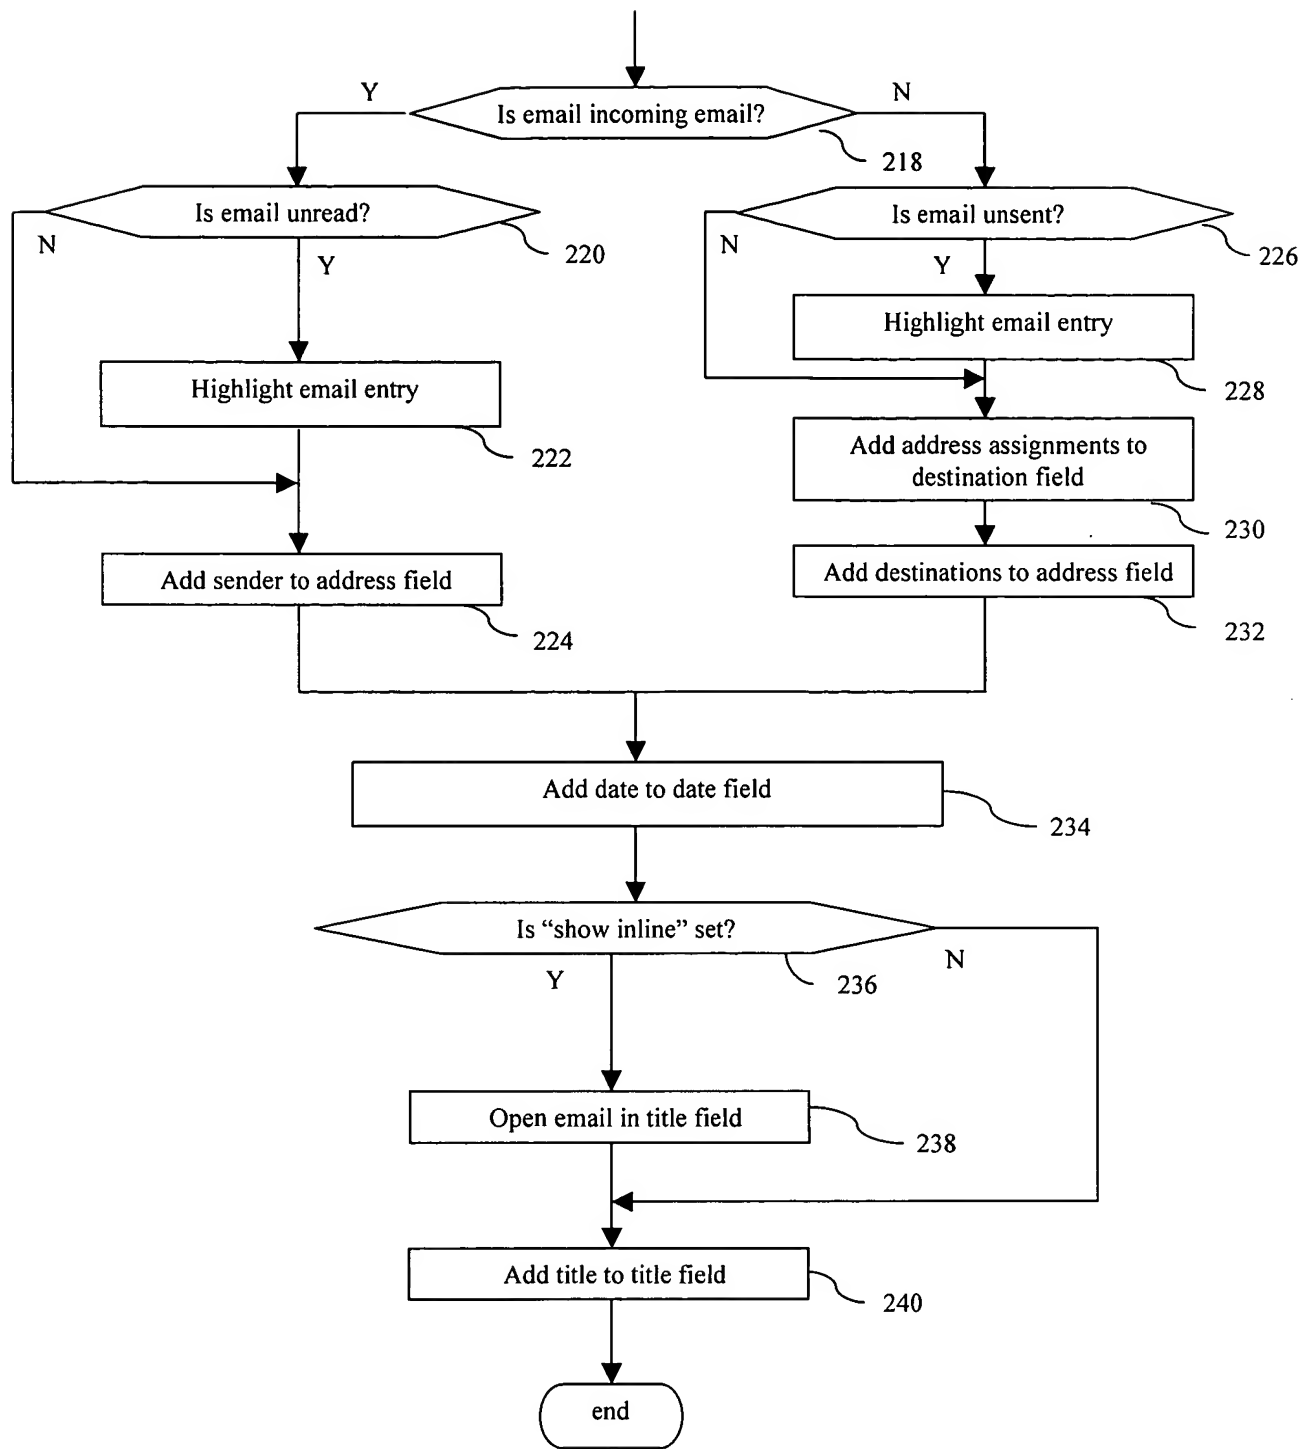 Y
Is email incoming email?
N
218
Is email unread?
N
220
Y
Is email unsent?
N
226
Y
Highlight email entry
222
Highlight email entry
228
Add address assignments to
destination field
230
Add sender to address field
224
Add destinations to address field
232
Add date to date field
234
Is “show inline” set?
Y
236
N
Open email in title field
238
Add title to title field
240
end